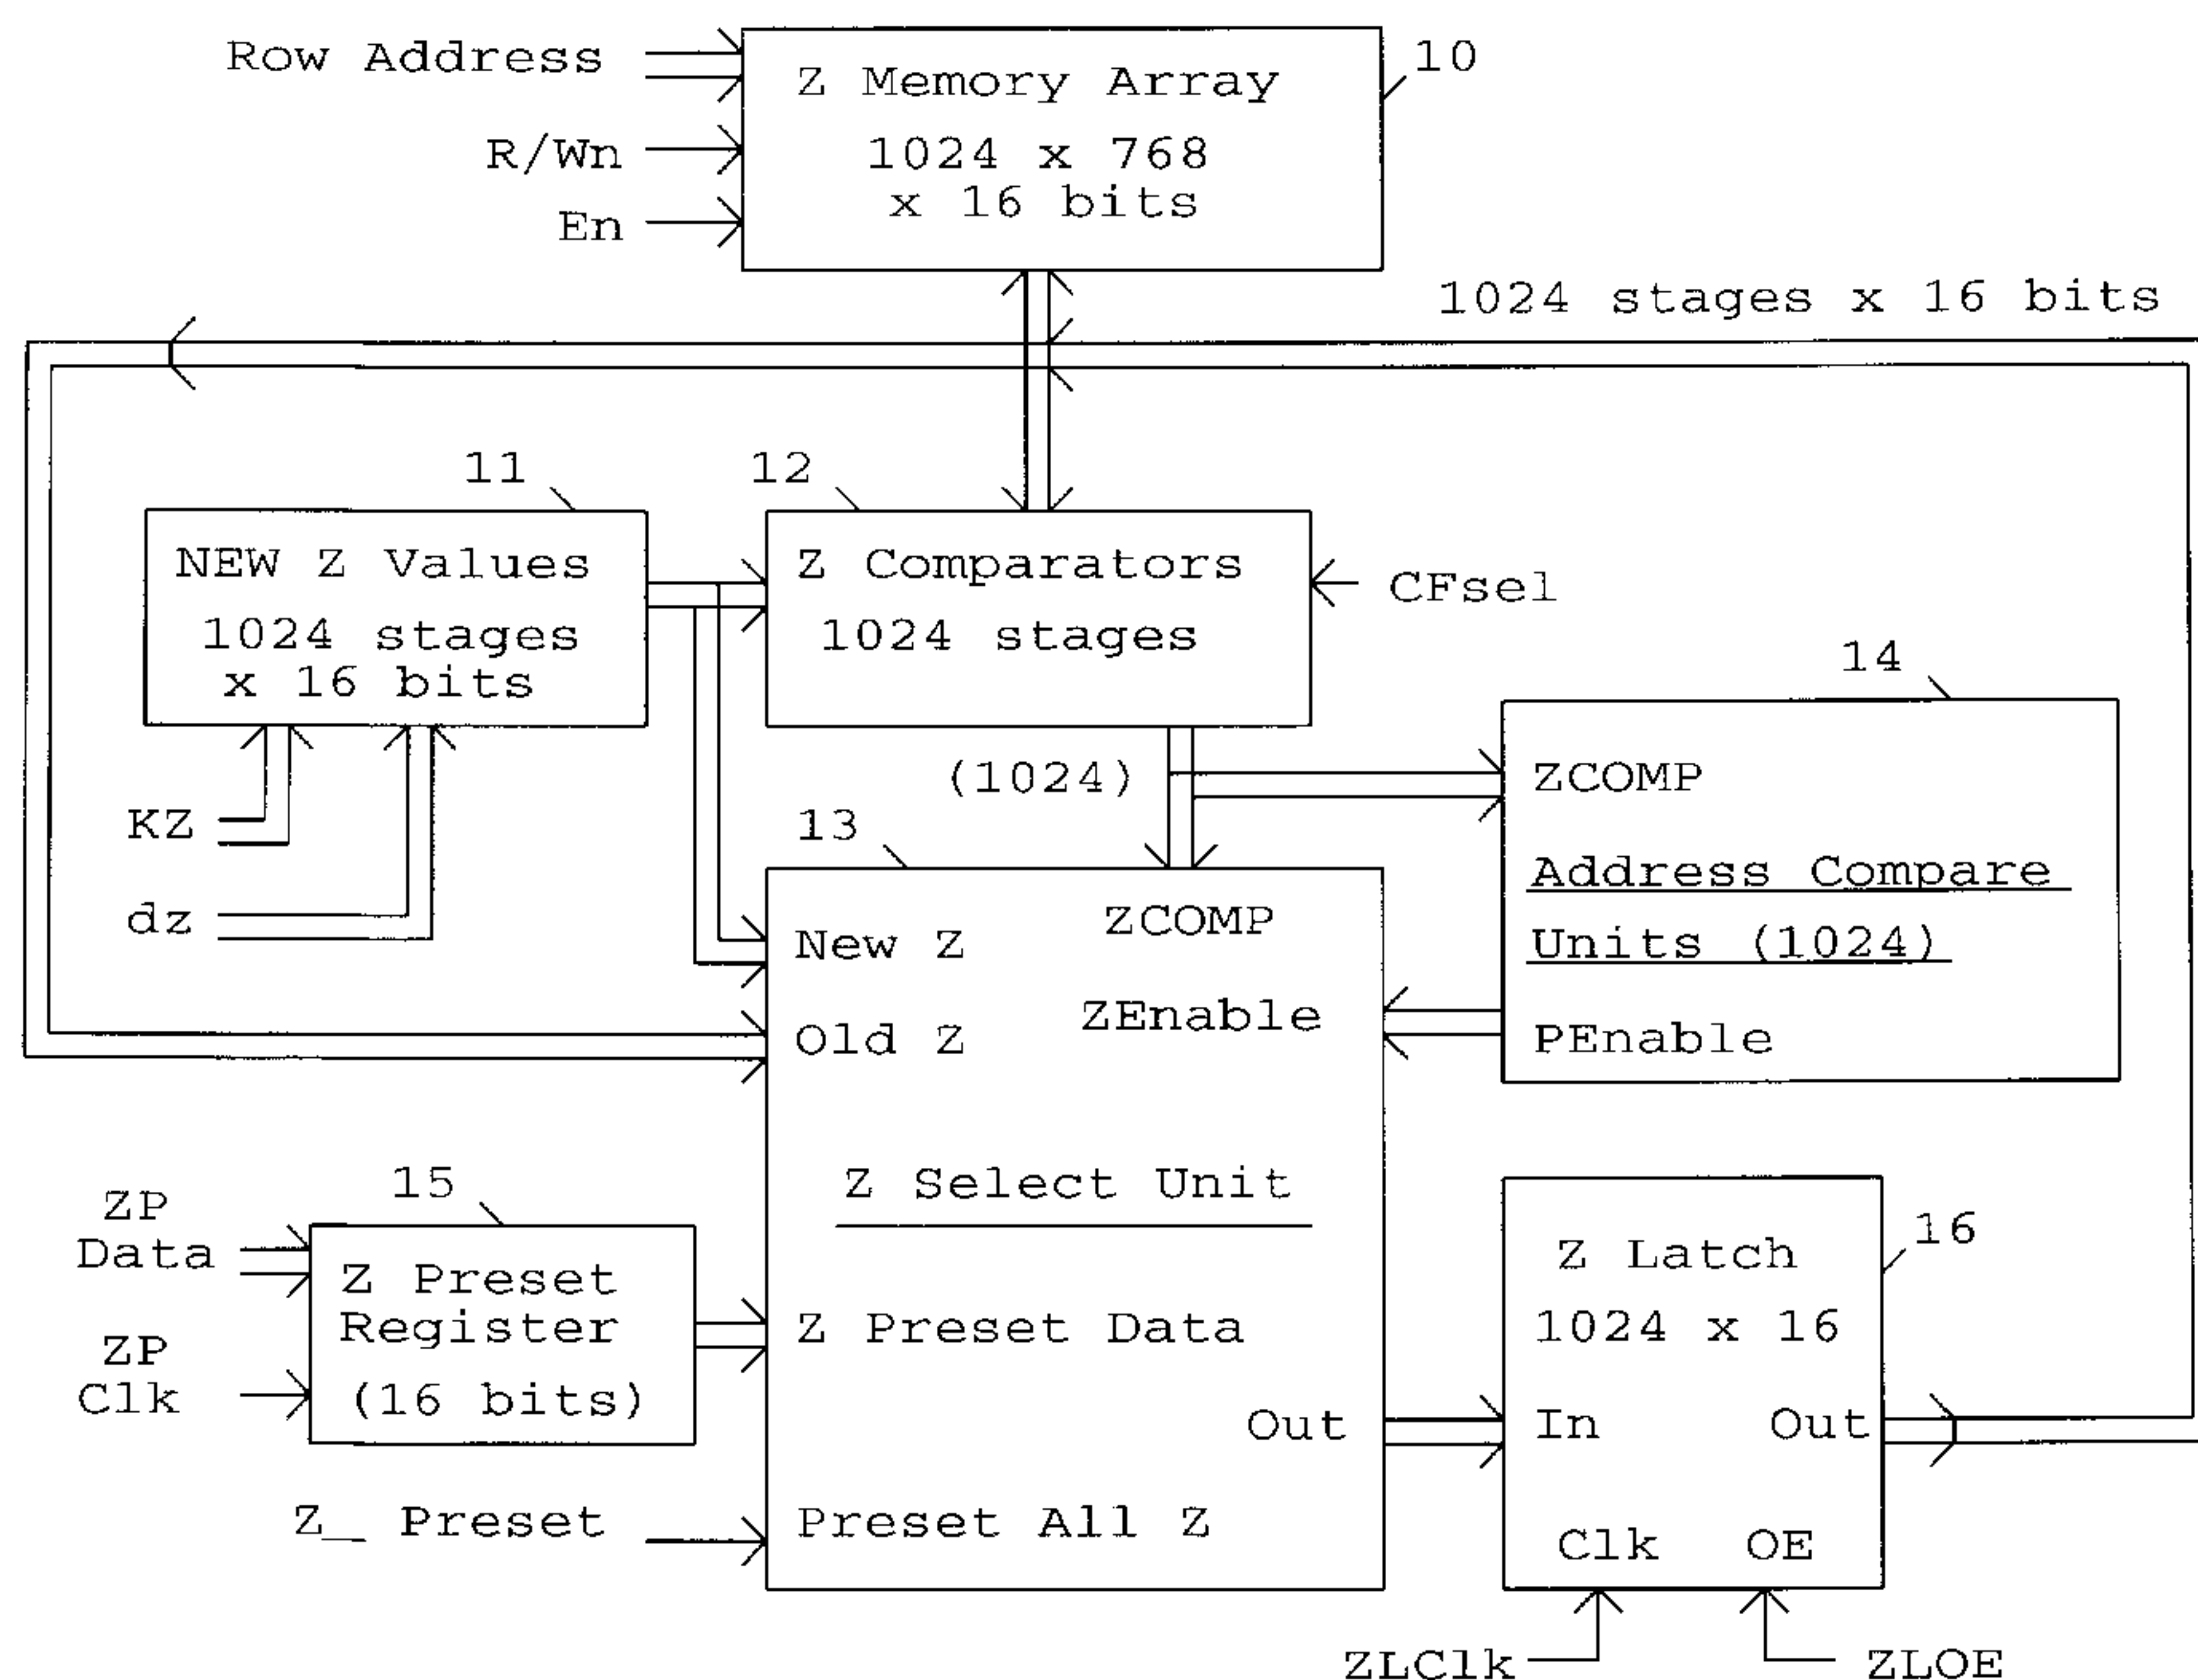 Row Address
10
Z Memory Array
1024 x 768
x 16 bits
R/Wn
En
1024 stages x 16 bits
11
12
NEW Z Values
1024 stages
x 16 bits
Z Comparators
1024 stages
CFsel
14
KZ
dz
(1024)
13
ZCOMP
Address Compare
Units (1024)
PEnable
ZCOMP
New Z
ZEnable
Old Z
Z Select Unit
Z Preset Data
Out
Preset All Z
ZP
Data
15
Z Preset
Register
(16 bits)
ZP
Clk
Z_ Preset
16
Z Latch
1024 x 16
In
Out
Clk
OE
ZLClk
ZLOE